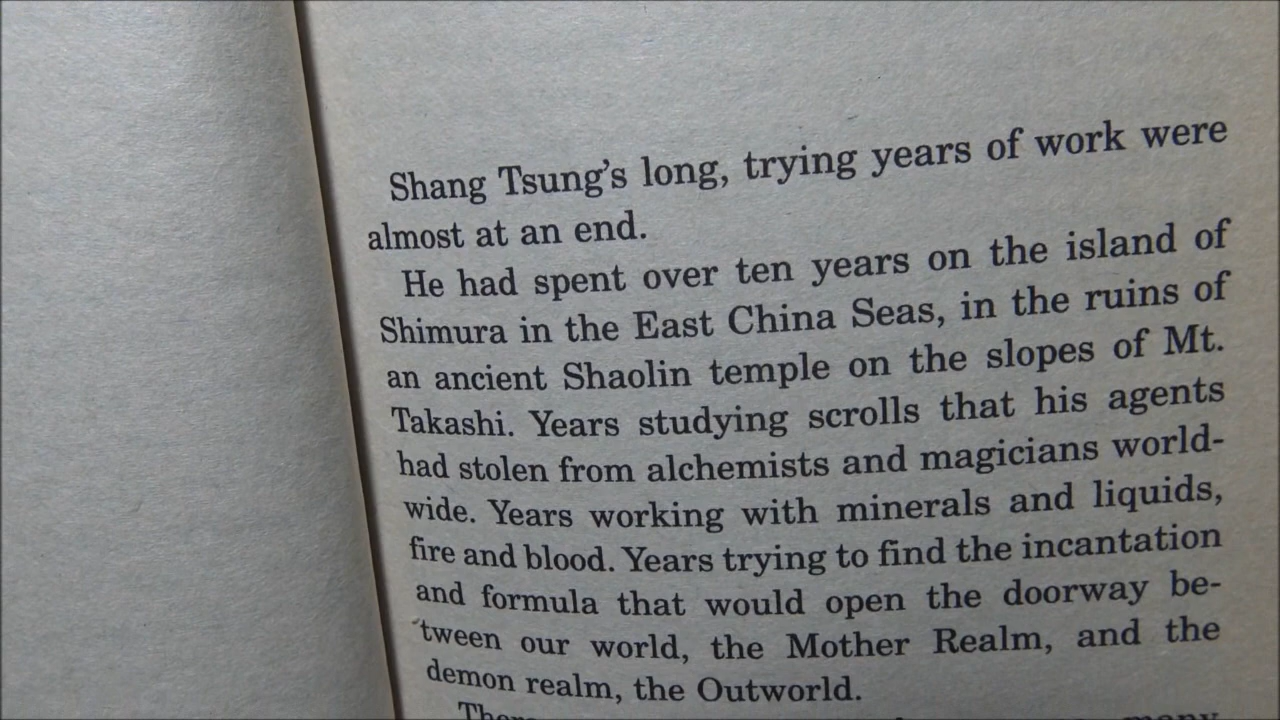 Shang Tsung's long, trying years of work were
almost at an end.
He had spent over ten years on the island of
Shimura in the East China Seas, in the ruins of
an ancient Shaolin temple on the slopes of Mt.
Takashi. Years studying scrolls that his agents
had stolen from alchemists and magicians world-
wide. Years working with minerals and liquids,
fire and blood. Years trying to find the incantation
and formula that would open the doorway be-
tween our world, the Mother Realm, and the
demon realm, the Outworld.
many